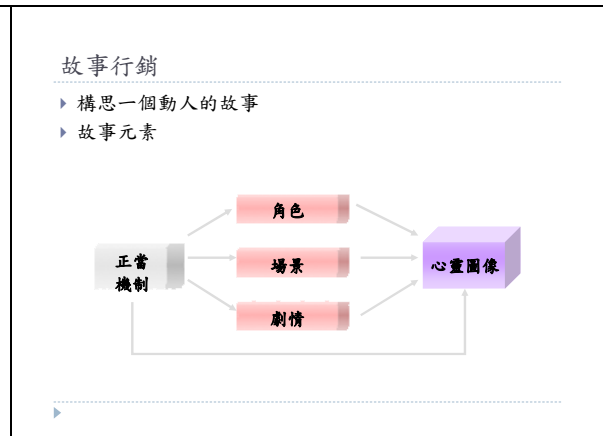 故事行銷
構思一個動人的故事
故事元素
角色
正當
機制
場景
心靈圖像
劇情